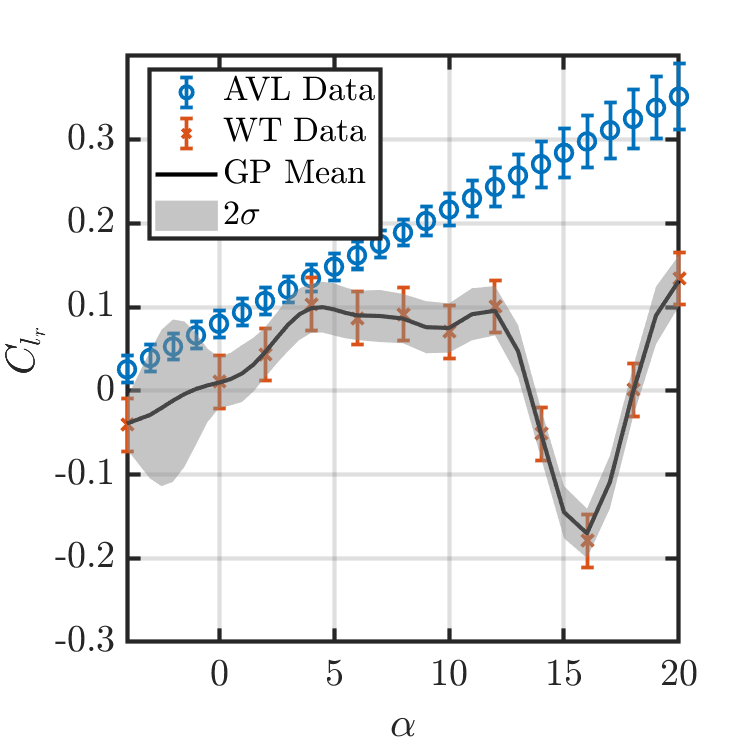 AVL Data
WT Data
GP Mean
2σ
0.3
0.2
0.1
0
-0.1
-0.2
-0.3
C_{l_r}
0 5 10 15 20
α